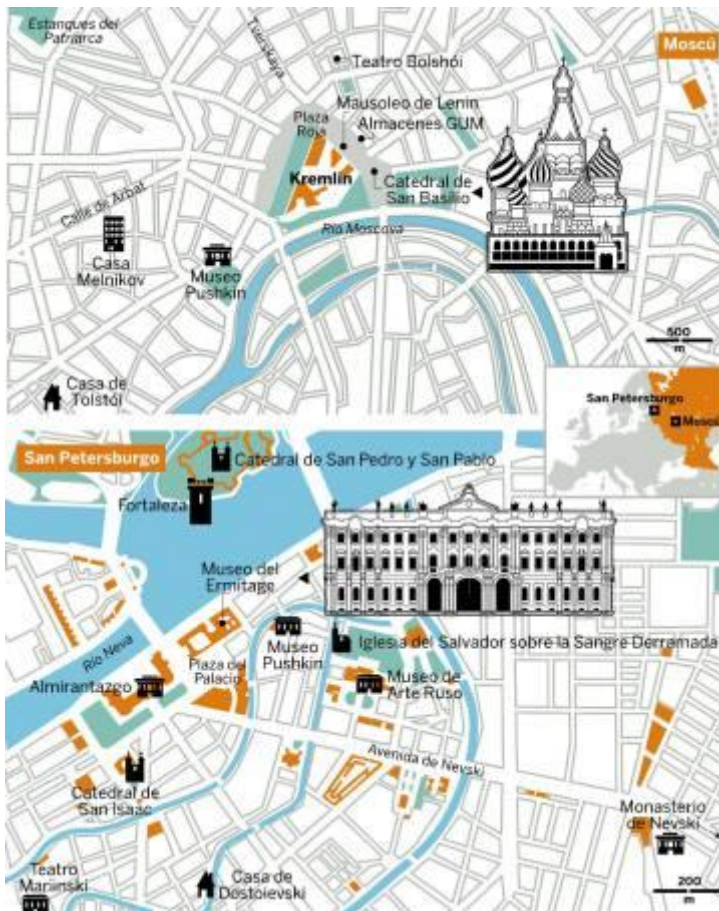 Estanques del
Patriarca
Tverskaya
Teatro Bolshói
Moscú
Mausoleo de Lenin
Plaza
Roja
Almacenes GUM
Kremlin
Catedral de
San Basilio
Calle de Arbat
Río Moscova
Casa
Melnikov
Museo
Pushkin
500
m
Casa de
Tolstói
San Petersburgo
Moscú
San Petersburgo
Catedral de San Pedro y San Pablo
Fortaleza
Museo del
Ermitage
Río Neva
Museo
Pushkin
Iglesia del Salvador sobre la Sangre Derramada
Plaza del
Palacio
Museo de
Arte Ruso
Almirantazgo
Avenida de Nevski
Catedral de
San Isaac
Monasterio
de Nevski
Teatro
Mariinski
Casa de
Dostoievski
200
m